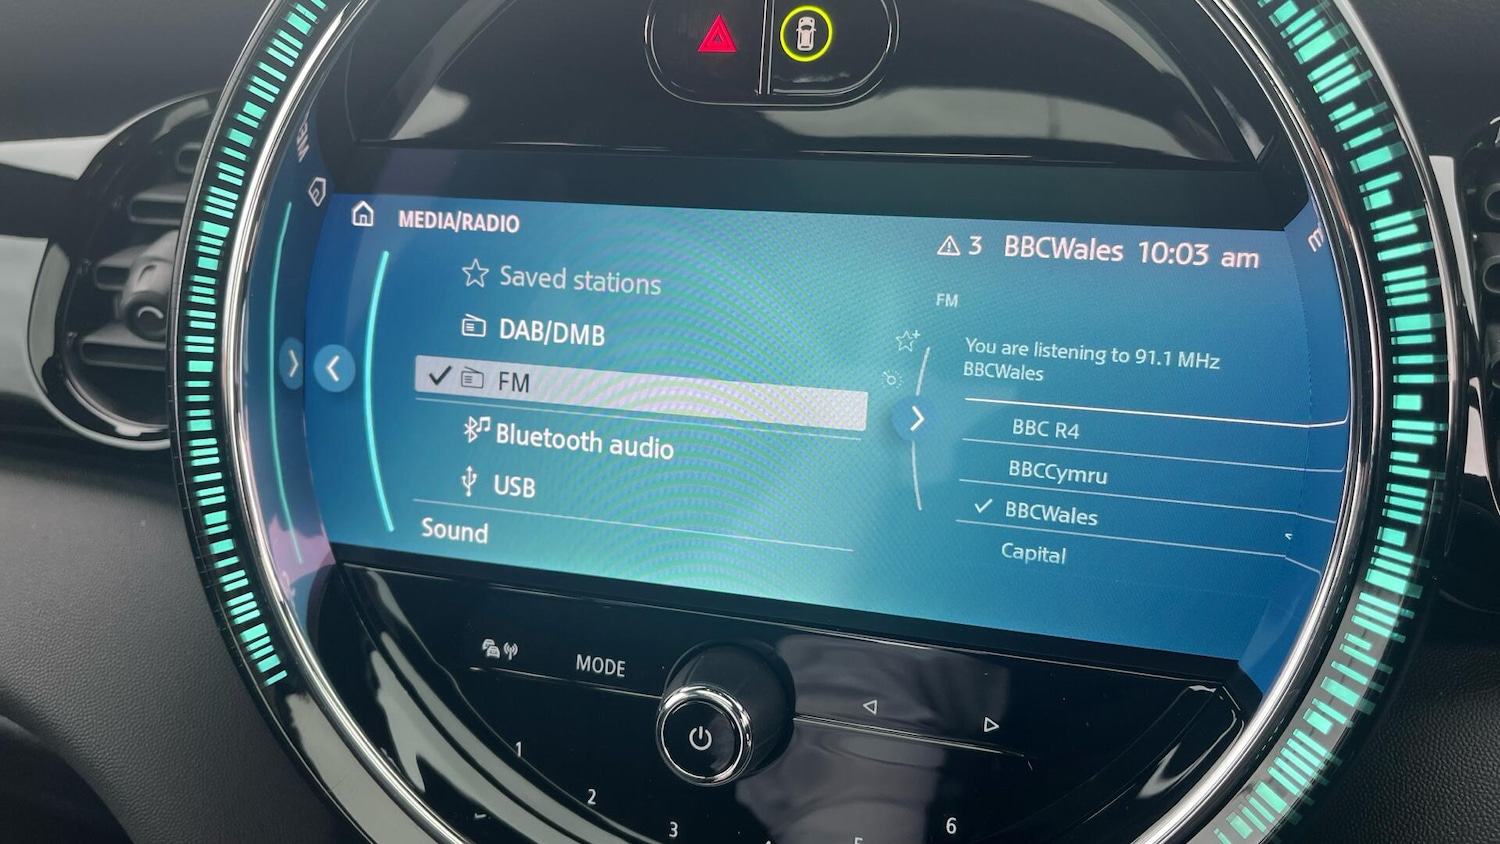 MEDIA/RADIO
3 BBCWales 10:03 am
Saved stations
DAB/DMB
FM
Bluetooth audio
USB
Sound
FM
You are listening to 91.1 MHz
BBCWales
BBC R4
BBCCymru
BBCWales
Capital
MODE
1
2
3
6